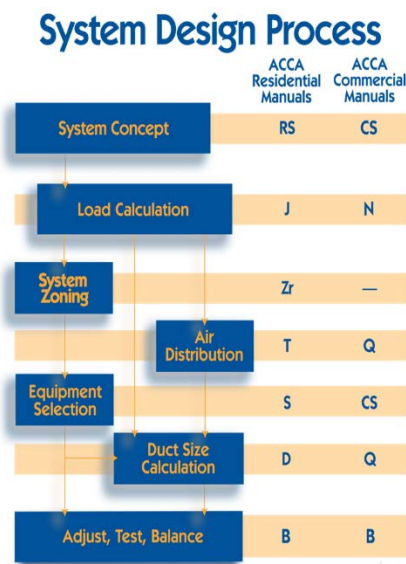 System Design Process
ACCA
Residential
Manuals
ACCA
Commercial
Manuals
System Concept RS CS
Load Calculation J N
System
Zoning
Zr —
Air
Distribution
T Q
Equipment
Selection
S CS
Duct Size
Calculation
D Q
Adjust, Test, Balance B B